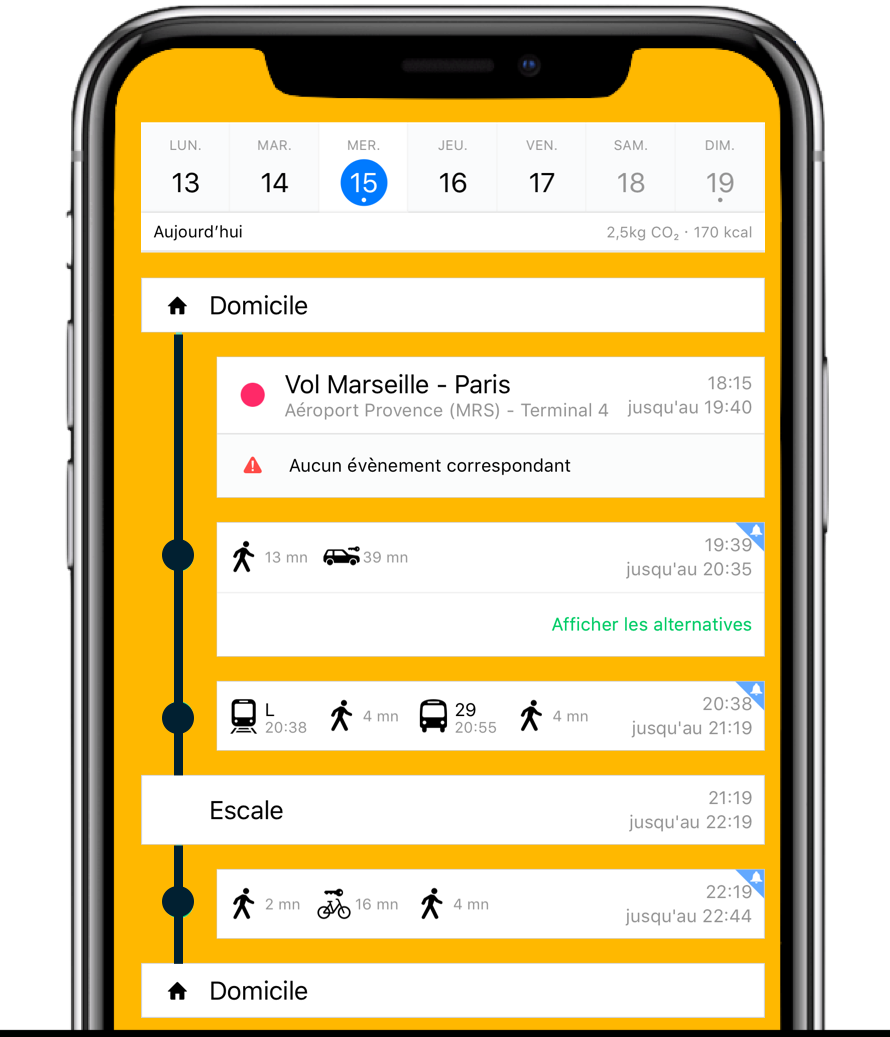 LUN. MAR. MER. JEU. VEN. SAM. DIM.
13 14 15 16 17 18 19
Aujourd’hui 2,5kg CO₂ · 170 kcal
Domicile
Vol Marseille - Paris 18:15
Aéroport Provence (MRS) - Terminal 4 jusqu'au 19:40
Aucun évènement correspondant
13 mn 39 mn 19:39
jusqu'au 20:35
Afficher les alternatives
L 29 20:38
20:38 4 mn 20:55 4 mn jusqu'au 21:19
Escale 21:19
jusqu'au 22:19
2 mn 16 mn 4 mn 22:19
jusqu'au 22:44
Domicile